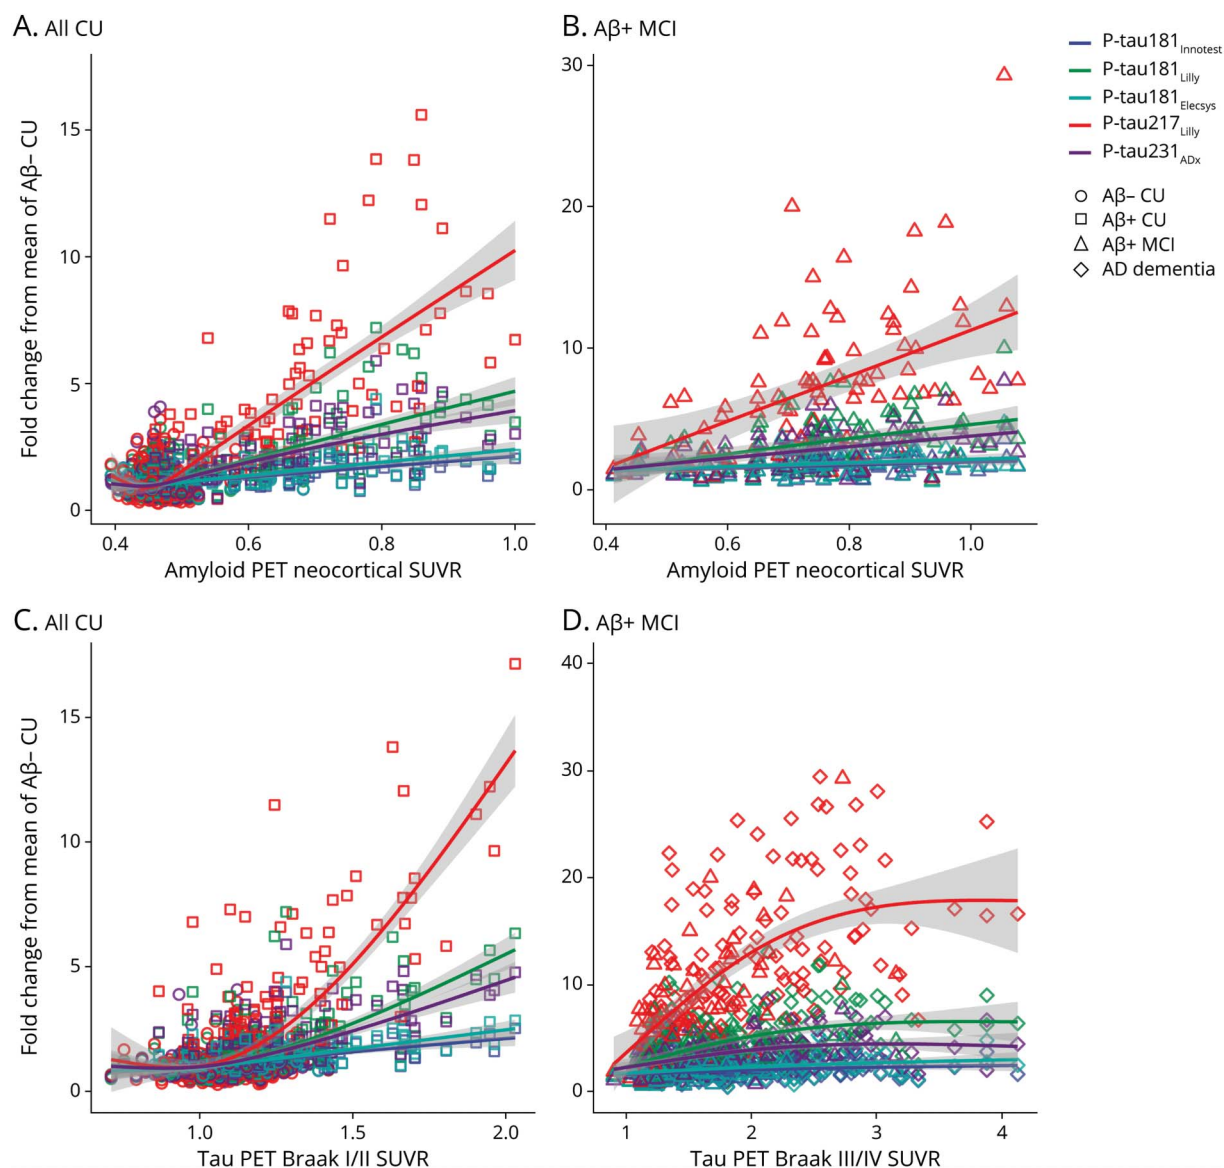 A. All CU
Fold change from mean of Aβ– CU
15
10
5
0
0.4 0.6 0.8 1.0
Amyloid PET neocortical SUVR
B. Aβ+ MCI
30
20
10
0
0.4 0.6 0.8 1.0
Amyloid PET neocortical SUVR
P-tau181Innotest
P-tau181Lilly
P-tau181Elecsys
P-tau217Lilly
P-tau231ADx
Aβ– CU
Aβ+ CU
Aβ+ MCI
AD dementia
C. All CU
Fold change from mean of Aβ– CU
15
10
5
0
1.0 1.5 2.0
Tau PET Braak I/II SUVR
D. Aβ+ MCI
40
30
20
10
0
1 2 3 4
Tau PET Braak III/IV SUVR